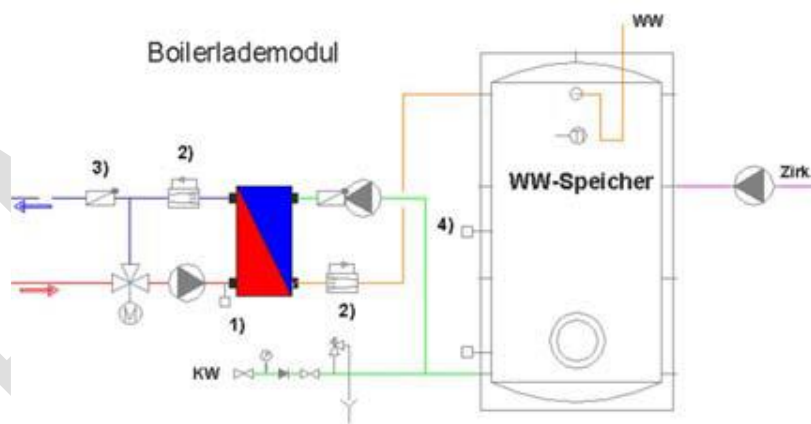 Boilerlademodul
WW
3)
2)
WW-Speicher
Zirk.
4)
M
1)
2)
KW
T